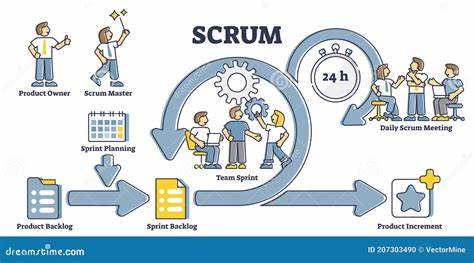 SCRUM
24 h
Product Owner
Scrum Master
Daily Scrum Meeting
Sprint Planning
Team Sprint
Product Backlog
Sprint Backlog
Product Increment
dreamstime.com
ID 207303490 © VectorMine